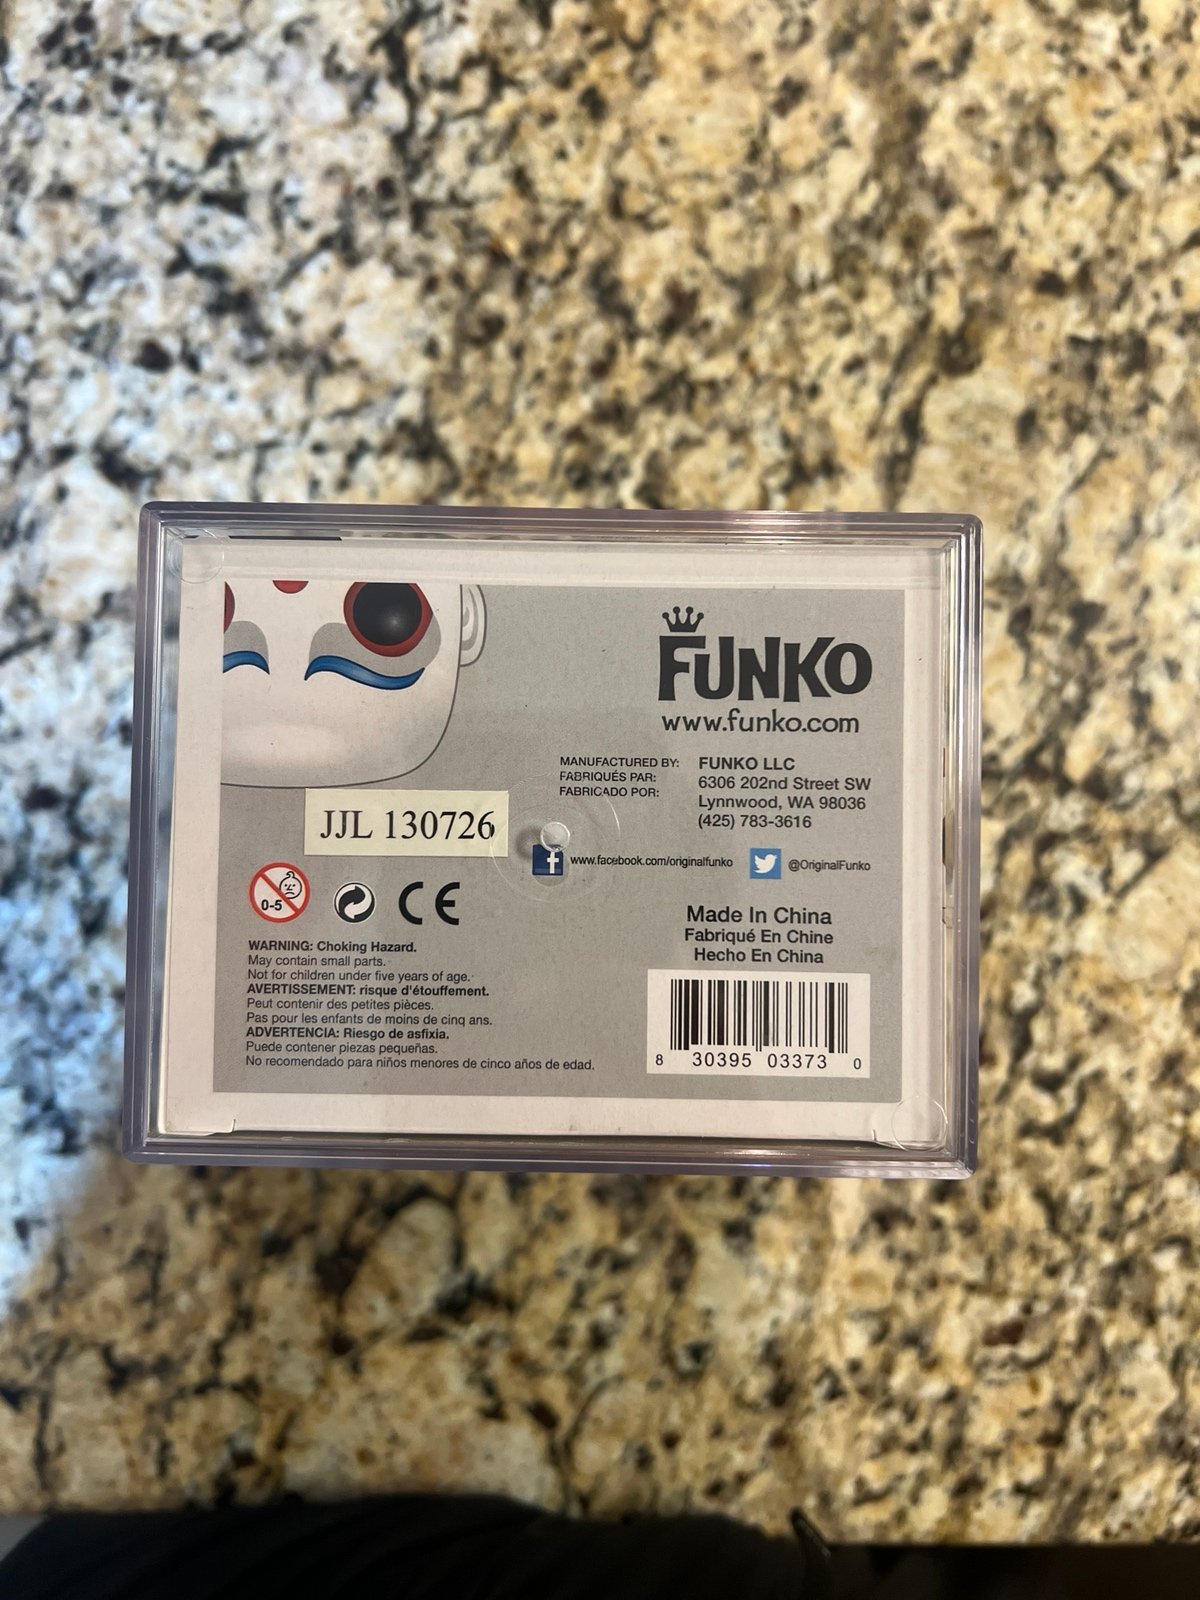 FUNKO
www.funko.com
MANUFACTURED BY: FUNKO LLC
FABRIQUÉS PAR: 6306 202nd Street SW
FABRICADO POR: Lynnwood, WA 98036
(425) 783-3616
JJL 130726
f www.facebook.com/originalfunko @OriginalFunko
0-5 CE
Made In China
Fabriqué En Chine
Hecho En China
WARNING: Choking Hazard.
May contain small parts.
Not for children under five years of age.
AVERTISSEMENT: risque d'étouffement.
Peut contenir des petites pièces.
Pas pour les enfants de moins de cinq ans.
ADVERTENCIA: Riesgo de asfixia.
Puede contener piezas pequeñas.
No recomendado para niños menores de cinco años de edad.
8 30395 03373 0